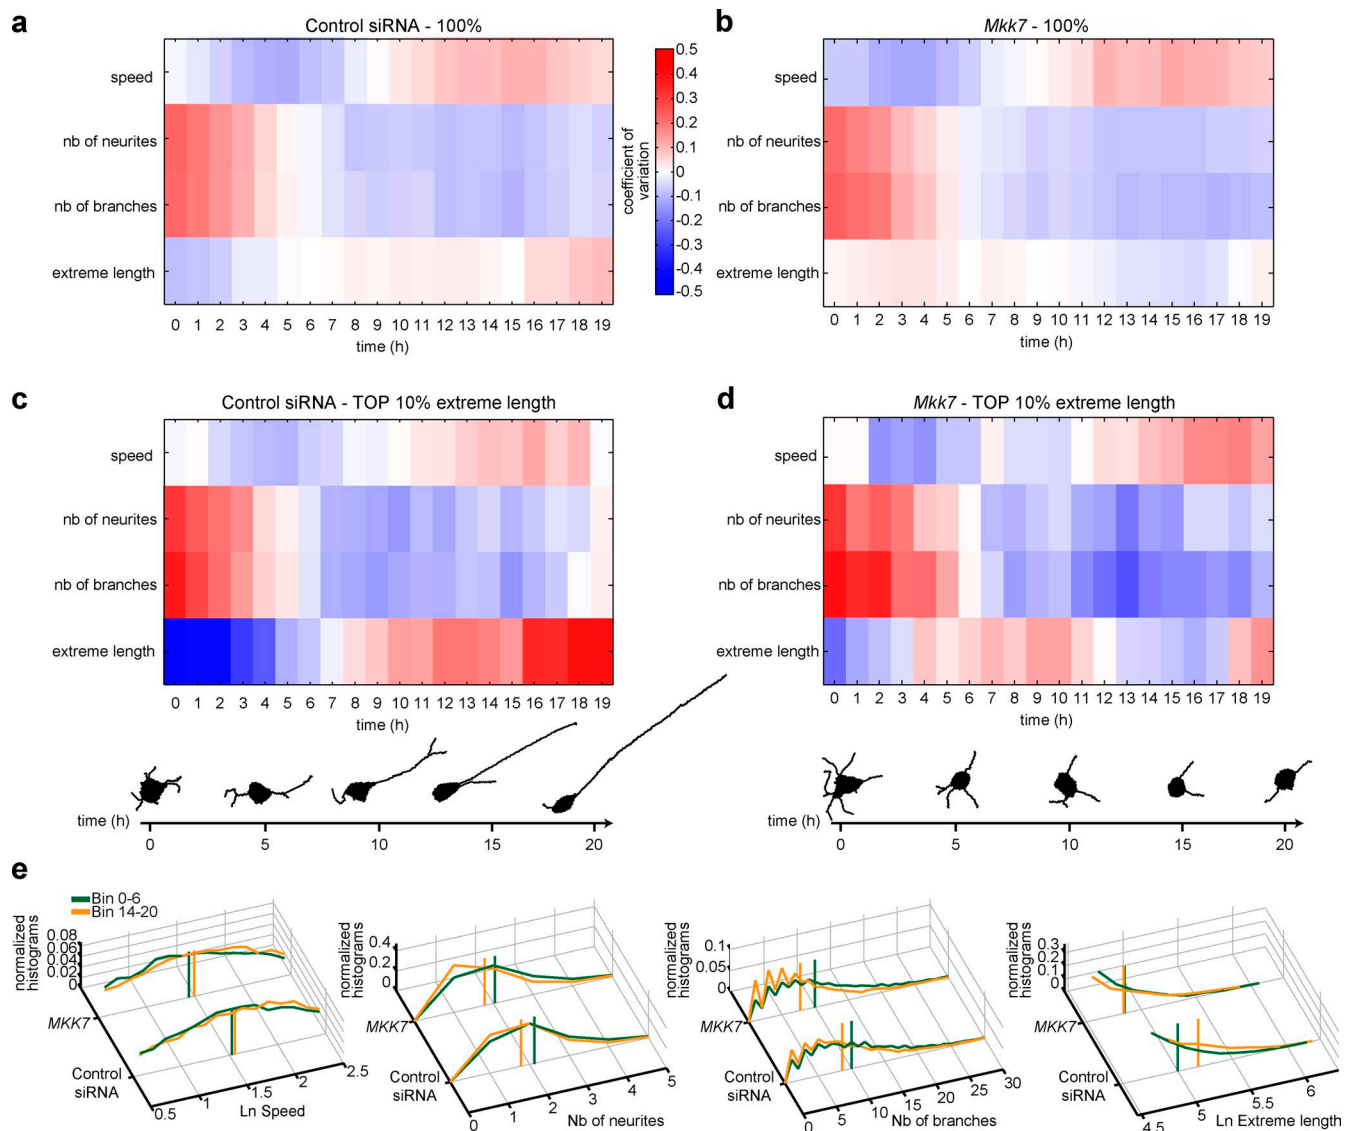 a
Control siRNA - 100%
speed
nb of neurites
nb of branches
extreme length
0 1 2 3 4 5 6 7 8 9 10 11 12 13 14 15 16 17 18 19
time (h)
0.5
0.4
0.3
0.2
0.1
0
-0.1
-0.2
-0.3
-0.4
-0.5
coefficient of
variation
b
Mkk7 - 100%
speed
nb of neurites
nb of branches
extreme length
0 1 2 3 4 5 6 7 8 9 10 11 12 13 14 15 16 17 18 19
time (h)
c
Control siRNA - TOP 10% extreme length
speed
nb of neurites
nb of branches
extreme length
0 1 2 3 4 5 6 7 8 9 10 11 12 13 14 15 16 17 18 19
time (h)
time (h)
0 5 10 15 20
d
Mkk7 - TOP 10% extreme length
speed
nb of neurites
nb of branches
extreme length
0 1 2 3 4 5 6 7 8 9 10 11 12 13 14 15 16 17 18 19
time (h)
time (h)
0 5 10 15 20
e
Bin 0-6
Bin 14-20
normalized
histograms
0.08
0.06
0.04
0.02
0
MKK7
Control
siRNA
0.5 1 1.5 2 2.5
Ln Speed
normalized
histograms
0.4
0.2
0
MKK7
Control
siRNA
0 1 2 3 4 5
Nb of neurites
normalized
histograms
0.1
0.05
0
MKK7
Control
siRNA
0 5 10 15 20 25 30
Nb of branches
normalized
histograms
0.3
0.2
0.1
0
MKK7
Control
siRNA
4.5 5 5.5 6
Ln Extreme length